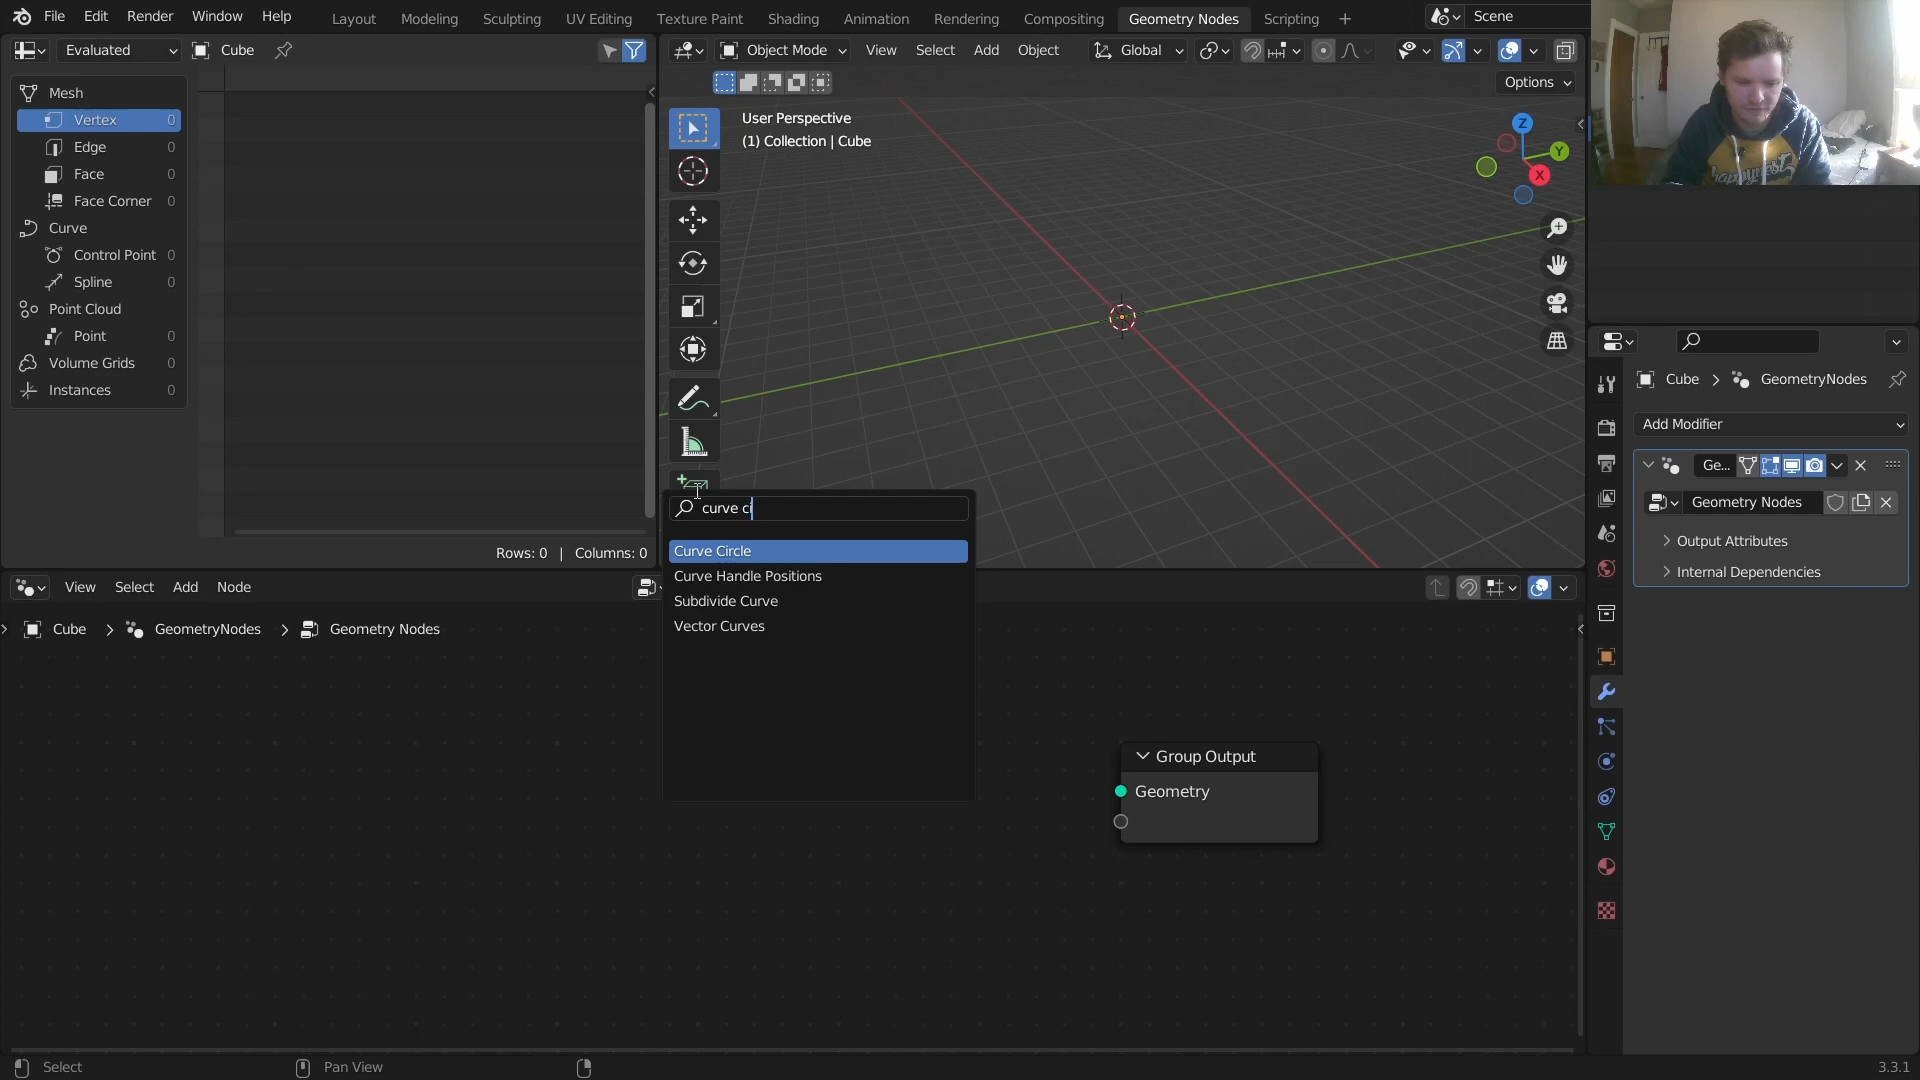 File Edit Render Window Help
Layout Modeling Sculpting UV Editing Texture Paint Shading Animation Rendering Compositing Geometry Nodes Scripting
Scene
Evaluated
Cube
Object Mode View Select Add Object
Global
Options
Mesh
Vertex 0
Edge 0
Face 0
Face Corner 0
Curve
Control Point 0
Spline 0
Point Cloud
Point 0
Volume Grids 0
Instances 0
Rows: 0 | Columns: 0
User Perspective
(1) Collection | Cube
Z
Y
X
happynest
curve ci
Curve Circle
Curve Handle Positions
Subdivide Curve
Vector Curves
View Select Add Node
Cube > GeometryNodes > Geometry Nodes
Group Output
Geometry
Cube > GeometryNodes
Add Modifier
Ge...
Geometry Nodes
Output Attributes
Internal Dependencies
Select
Pan View
3.3.1